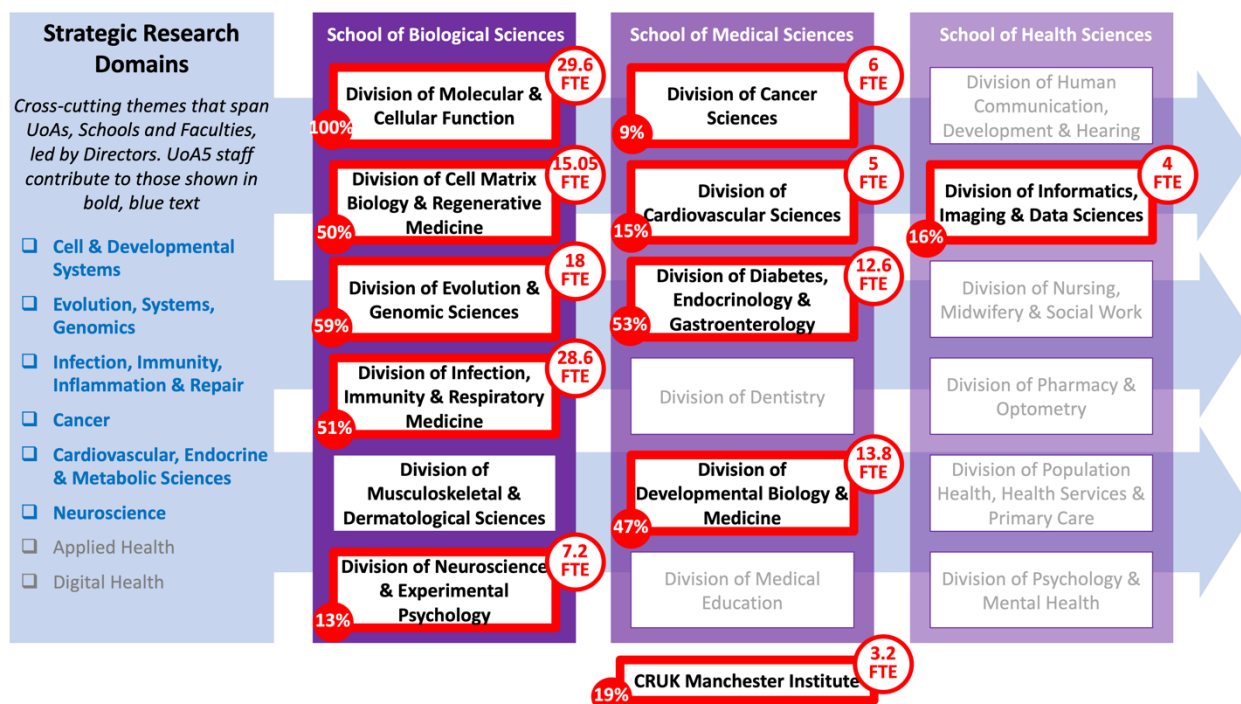 Strategic Research
Domains
Cross-cutting themes that span
UoAs, Schools and Faculties,
led by Directors. UoA5 staff
contribute to those shown in
bold, blue text
❑ Cell & Developmental
Systems
❑ Evolution, Systems,
Genomics
❑ Infection, Immunity,
Inflammation & Repair
❑ Cancer
❑ Cardiovascular, Endocrine
& Metabolic Sciences
❑ Neuroscience
❑ Applied Health
❑ Digital Health
School of Biological Sciences
29.6
FTE
Division of Molecular &
Cellular Function
100%
15.05
FTE
Division of Cell Matrix
Biology & Regenerative
Medicine
50%
18
FTE
Division of Evolution &
Genomic Sciences
59%
28.6
FTE
Division of Infection,
Immunity & Respiratory
Medicine
51%
Division of
Musculoskeletal &
Dermatological Sciences
7.2
FTE
Division of Neuroscience
& Experimental
Psychology
13%
School of Medical Sciences
6
FTE
Division of Cancer
Sciences
9%
5
FTE
Division of
Cardiovascular Sciences
15%
12.6
FTE
Division of Diabetes,
Endocrinology &
Gastroenterology
53%
Division of Dentistry
13.8
FTE
Division of
Developmental Biology &
Medicine
47%
Division of Medical
Education
3.2
FTE
CRUK Manchester Institute
19%
School of Health Sciences
Division of Human
Communication,
Development & Hearing
4
FTE
Division of Informatics,
Imaging & Data Sciences
16%
Division of Nursing,
Midwifery & Social Work
Division of Pharmacy &
Optometry
Division of Population
Health, Health Services &
Primary Care
Division of Psychology &
Mental Health